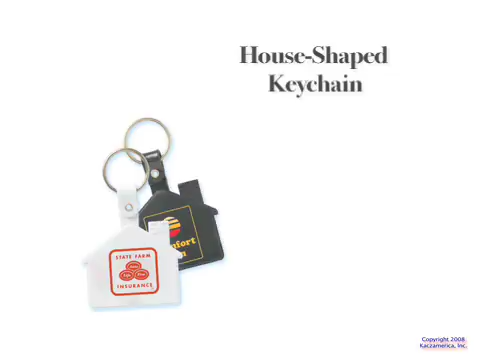 House-Shaped
Keychain
STATE FARM
INSURANCE
Copyright 2008
Kaczamerica, Inc.